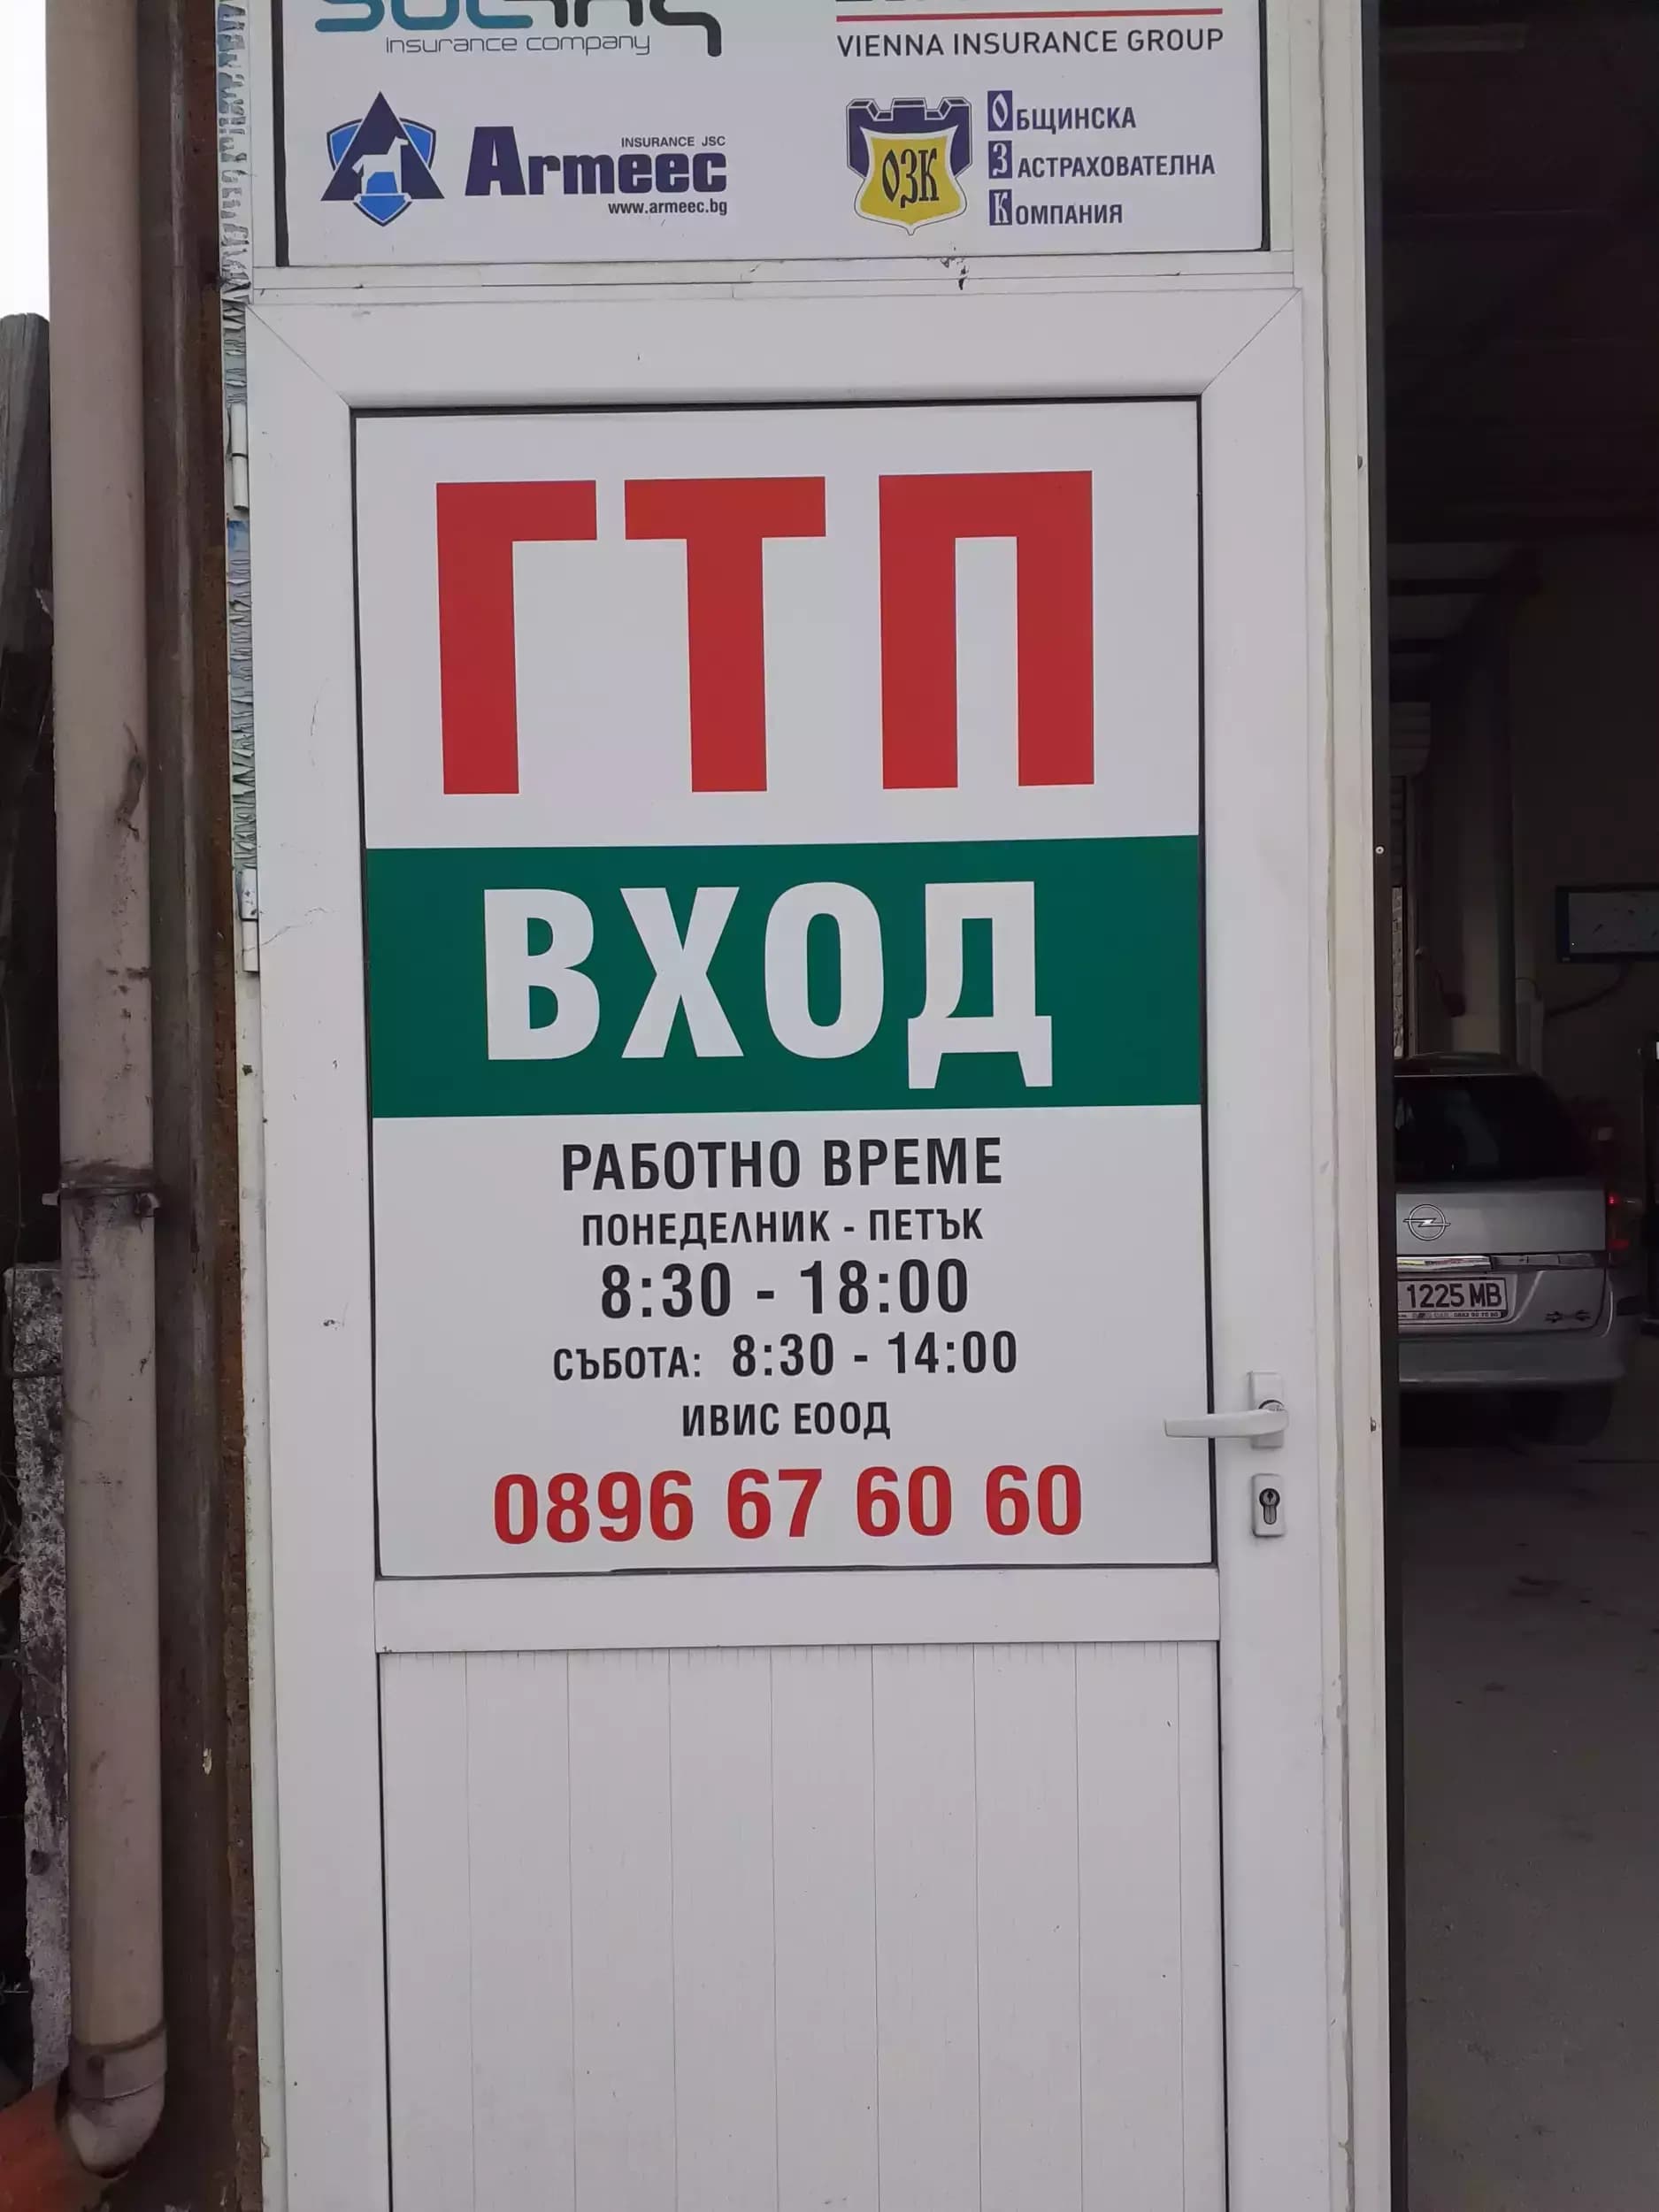 insurance company
VIENNA INSURANCE GROUP
INSURANCE JSC
Armeec
www.armeec.bg
ОЗК
ОБЩИНСКА
ЗАСТРАХОВАТЕЛНА
КОМПАНИЯ
ГТП
ВХОД
РАБОТНО ВРЕМЕ
ПОНЕДЕЛНИК - ПЕТЪК
8:30 - 18:00
СЪБОТА: 8:30 - 14:00
ИВИС ЕООД
0896 67 60 60
1225 MB